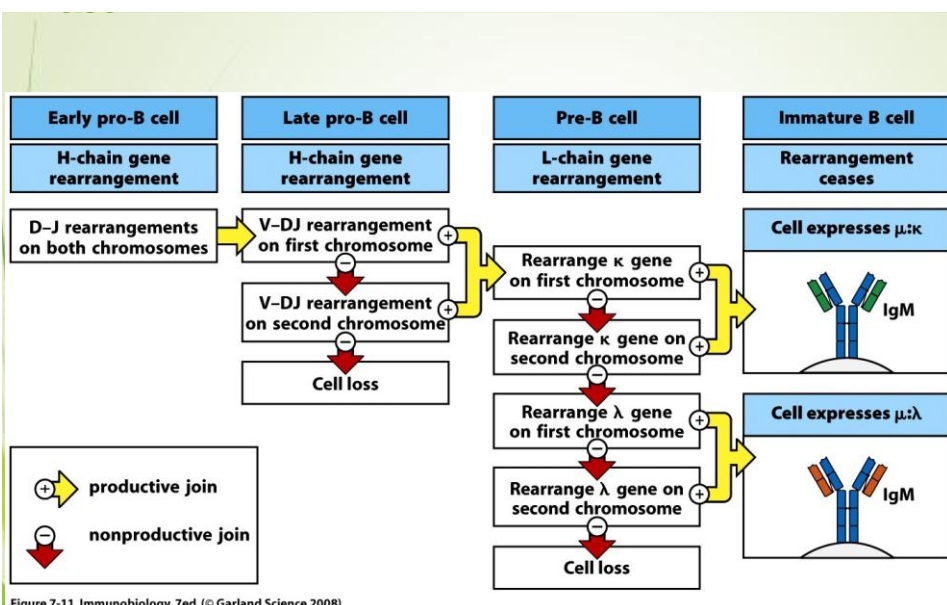 Early pro-B cell
H-chain gene
rearrangement
D–J rearrangements
on both chromosomes
Late pro-B cell
H-chain gene
rearrangement
V–DJ rearrangement
on first chromosome
+
−
V–DJ rearrangement
on second chromosome
+
−
Cell loss
Pre-B cell
L-chain gene
rearrangement
Rearrange κ gene
on first chromosome
+
−
Rearrange κ gene on
second chromosome
+
−
Rearrange λ gene
on first chromosome
+
−
Rearrange λ gene on
second chromosome
+
−
Cell loss
Immature B cell
Rearrangement
ceases
Cell expresses μ:κ
IgM
Cell expresses μ:λ
IgM
+ productive join
− nonproductive join
Figure 7-11 Immunobiology, 7ed. (© Garland Science 2008)